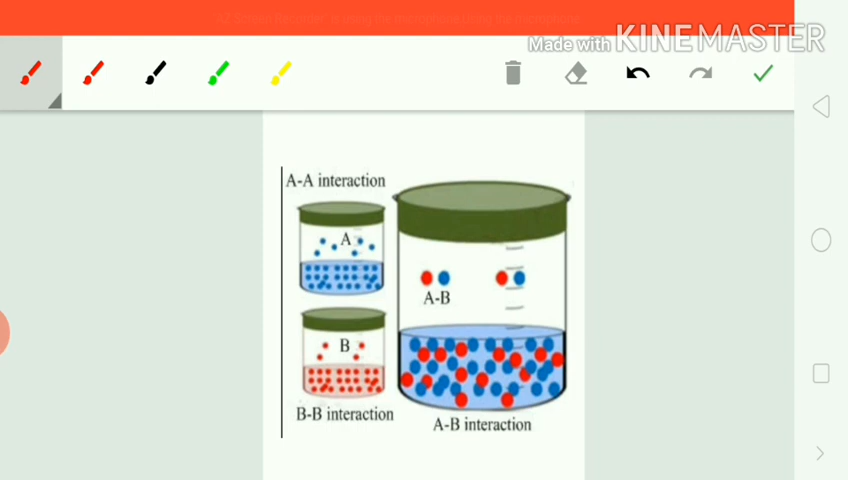 Made with KINEMASTER
A-A interaction
A
A-B
B
B-B interaction
A-B interaction